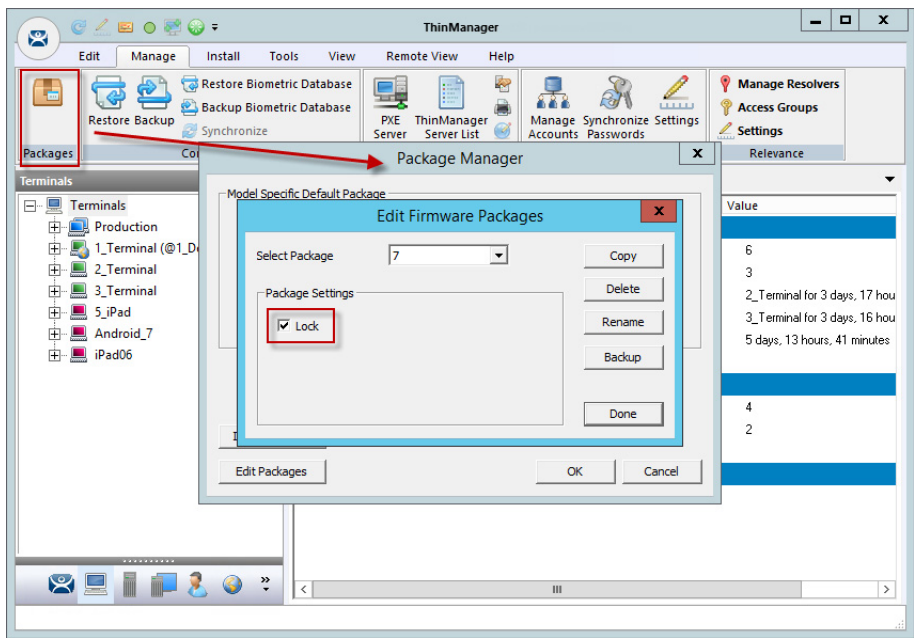 ThinManager
Edit Manage Install Tools View Remote View Help
Restore Backup
Restore Biometric Database
Backup Biometric Database
Synchronize
PXE Server
ThinManager Server List
Manage Accounts
Synchronize Passwords
Settings
Manage Resolvers
Access Groups
Settings
Packages
Co
Relevance
Package Manager
Terminals
Model Specific Default Package
Value
Terminals
Production
1_Terminal (@1_De
2_Terminal
3_Terminal
5_iPad
Android_7
iPad06
Edit Firmware Packages
Select Package 7
Copy
Package Settings
Delete
Lock
Rename
Backup
Done
6
3
2_Terminal for 3 days, 17 hou
3_Terminal for 3 days, 16 hou
5 days, 13 hours, 41 minutes
4
2
Edit Packages
OK
Cancel